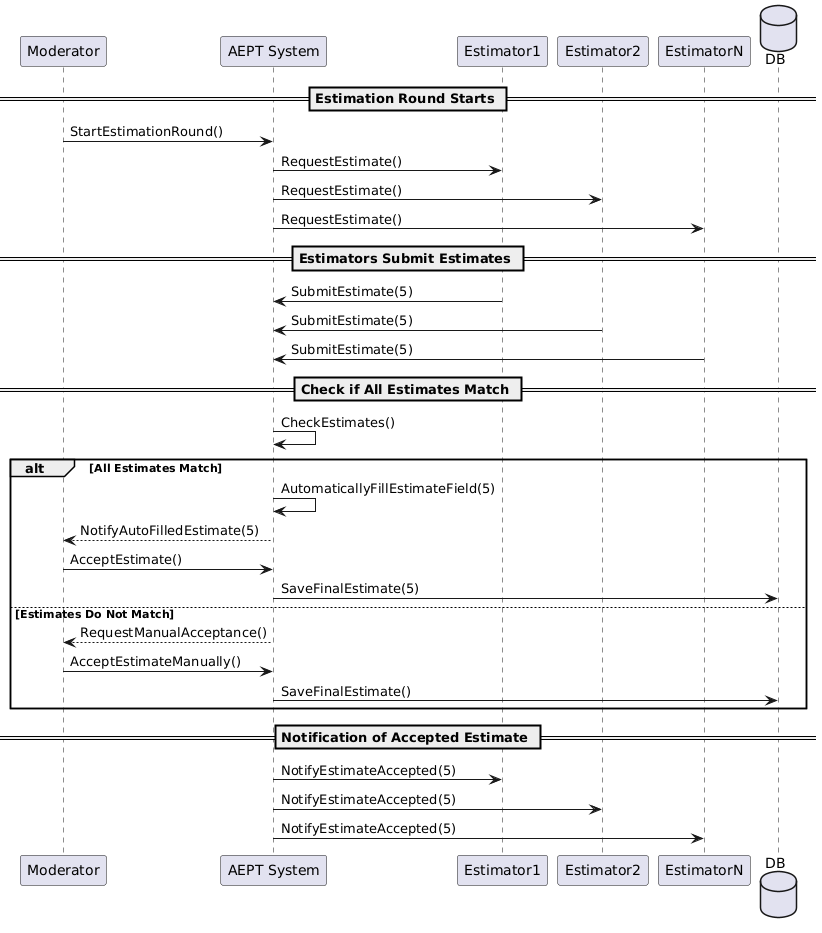 DB
Moderator AEPT System Estimator1 Estimator2 EstimatorN
Estimation Round Starts
StartEstimationRound()
RequestEstimate()
RequestEstimate()
RequestEstimate()
Estimators Submit Estimates
SubmitEstimate(5)
SubmitEstimate(5)
SubmitEstimate(5)
Check if All Estimates Match
CheckEstimates()
alt [All Estimates Match]
AutomaticallyFillEstimateField(5)
NotifyAutoFilledEstimate(5)
AcceptEstimate()
SaveFinalEstimate(5)
[Estimates Do Not Match]
RequestManualAcceptance()
AcceptEstimateManually()
SaveFinalEstimate()
Notification of Accepted Estimate
NotifyEstimateAccepted(5)
NotifyEstimateAccepted(5)
NotifyEstimateAccepted(5)
Moderator AEPT System Estimator1 Estimator2 EstimatorN
DB